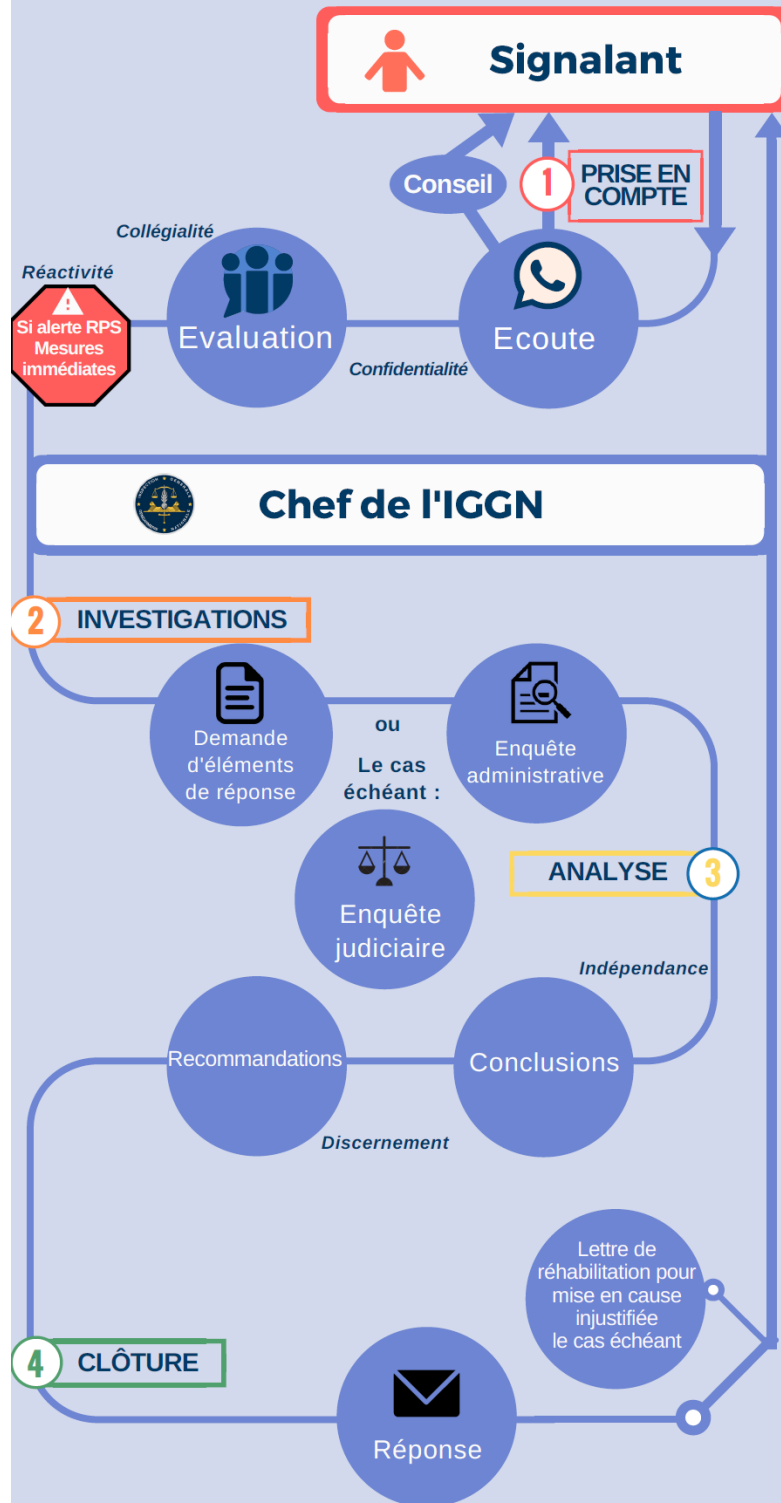 Signalant
Conseil
1
PRISE EN
COMPTE
Collégialité
Réactivité
Si alerte RPS
Mesures
immédiates
Evaluation
Ecoute
Confidentialité
Chef de l'IGGN
2
INVESTIGATIONS
Demande
d'éléments
de réponse
ou
Le cas
échéant :
Enquête
administrative
Enquête
judiciaire
ANALYSE
3
Indépendance
Recommandations
Conclusions
Discernement
Lettre de
réhabilitation pour
mise en cause
injustifiée
le cas échéant
4
CLÔTURE
Réponse